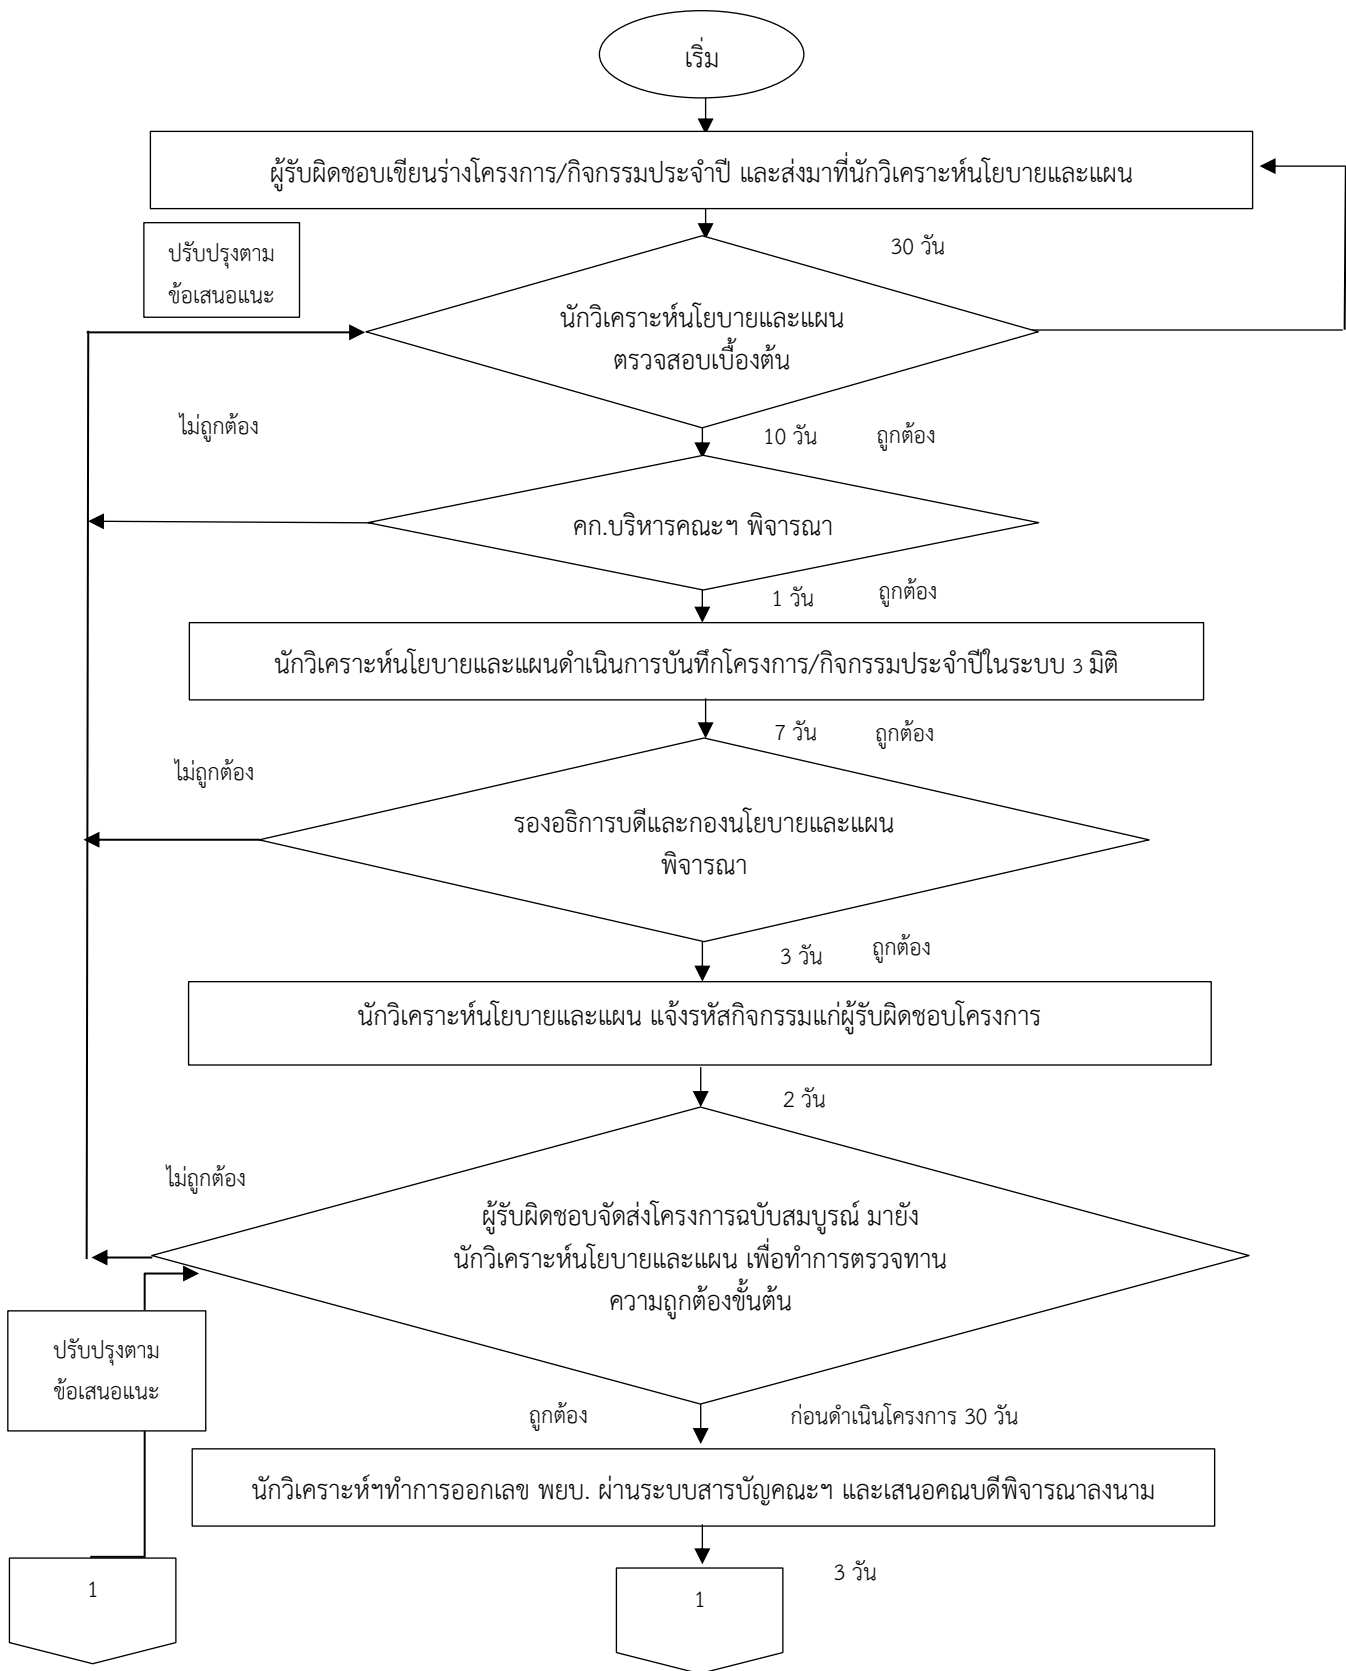 เริ่ม
ผู้รับผิดชอบเขียนร่างโครงการ/กิจกรรมประจำปี และส่งมาที่นักวิเคราะห์นโยบายและแผน
ปรับปรุงตาม
ข้อเสนอแนะ
30 วัน
นักวิเคราะห์นโยบายและแผน
ตรวจสอบเบื้องต้น
ไม่ถูกต้อง
10 วัน
ถูกต้อง
คก.บริหารคณะฯ พิจารณา
1 วัน
ถูกต้อง
นักวิเคราะห์นโยบายและแผนดำเนินการบันทึกโครงการ/กิจกรรมประจำปีในระบบ 3 มิติ
7 วัน
ถูกต้อง
ไม่ถูกต้อง
รองอธิการบดีและกองนโยบายและแผน
พิจารณา
3 วัน
ถูกต้อง
นักวิเคราะห์นโยบายและแผน แจ้งรหัสกิจกรรมแก่ผู้รับผิดชอบโครงการ
2 วัน
ไม่ถูกต้อง
ผู้รับผิดชอบจัดส่งโครงการฉบับสมบูรณ์ มายัง
นักวิเคราะห์นโยบายและแผน เพื่อทำการตรวจทาน
ความถูกต้องขั้นต้น
ปรับปรุงตาม
ข้อเสนอแนะ
ถูกต้อง
ก่อนดำเนินโครงการ 30 วัน
นักวิเคราะห์ฯทำการออกเลข พยบ. ผ่านระบบสารบัญคณะฯ และเสนอคณบดีพิจารณาลงนาม
3 วัน
1
1